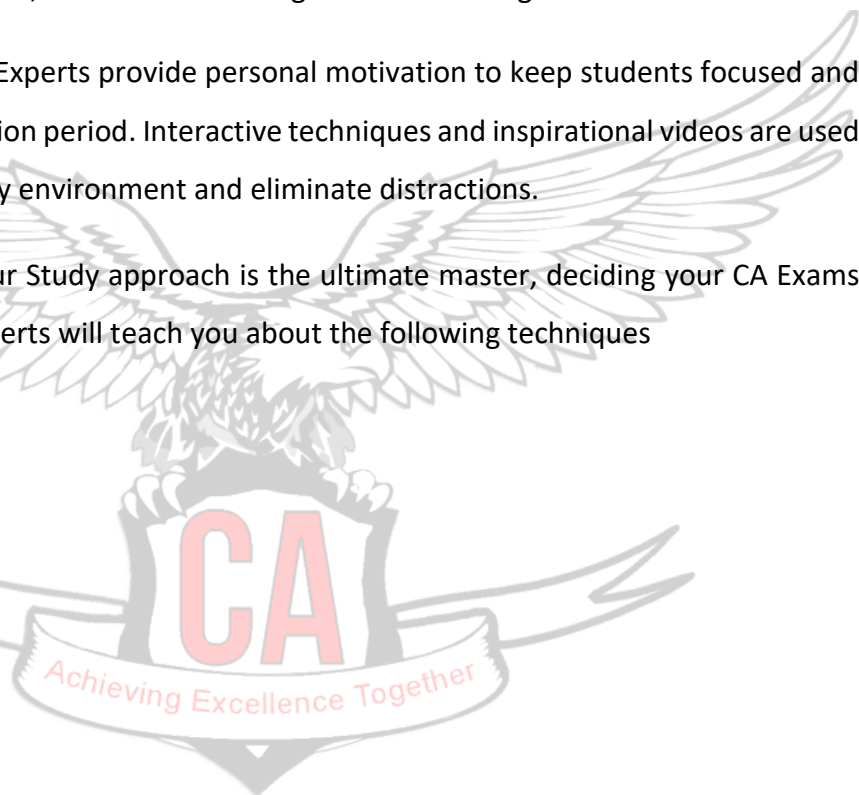 Experts provide personal motivation to keep students focused and
ion period. Interactive techniques and inspirational videos are used
y environment and eliminate distractions.
ur Study approach is the ultimate master, deciding your CA Exams
erts will teach you about the following techniques
CA
Achieving Excellence Together